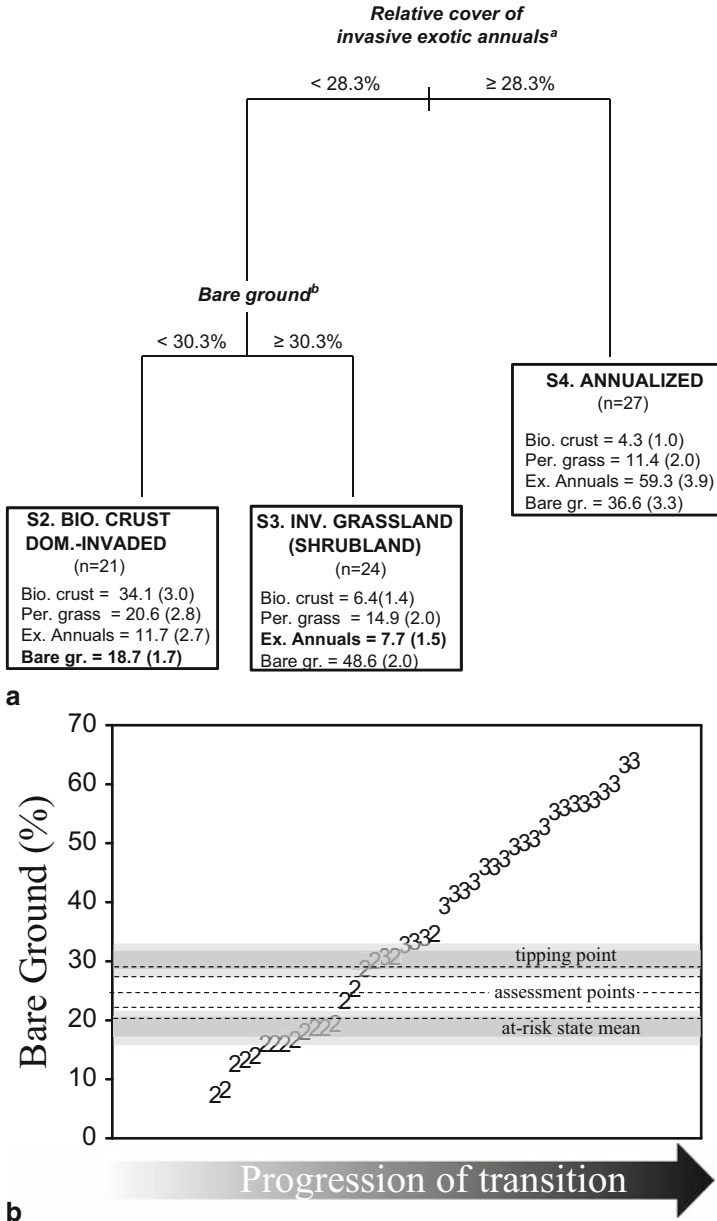 Relative cover of
invasive exotic annualsᵃ
< 28.3%
≥ 28.3%
Bare groundᵇ
< 30.3%
≥ 30.3%
S4. ANNUALIZED
(n=27)
Bio. crust = 4.3 (1.0)
Per. grass = 11.4 (2.0)
Ex. Annuals = 59.3 (3.9)
Bare gr. = 36.6 (3.3)
S2. BIO. CRUST
DOM.-INVADED
(n=21)
Bio. crust = 34.1 (3.0)
Per. grass = 20.6 (2.8)
Ex. Annuals = 11.7 (2.7)
Bare gr. = 18.7 (1.7)
S3. INV. GRASSLAND
(SHRUBLAND)
(n=24)
Bio. crust = 6.4(1.4)
Per. grass = 14.9 (2.0)
Ex. Annuals = 7.7 (1.5)
Bare gr. = 48.6 (2.0)
a
Bare Ground (%)
70
60
50
40
30
20
10
0
tipping point
assessment points
at-risk state mean
Progression of transition
b